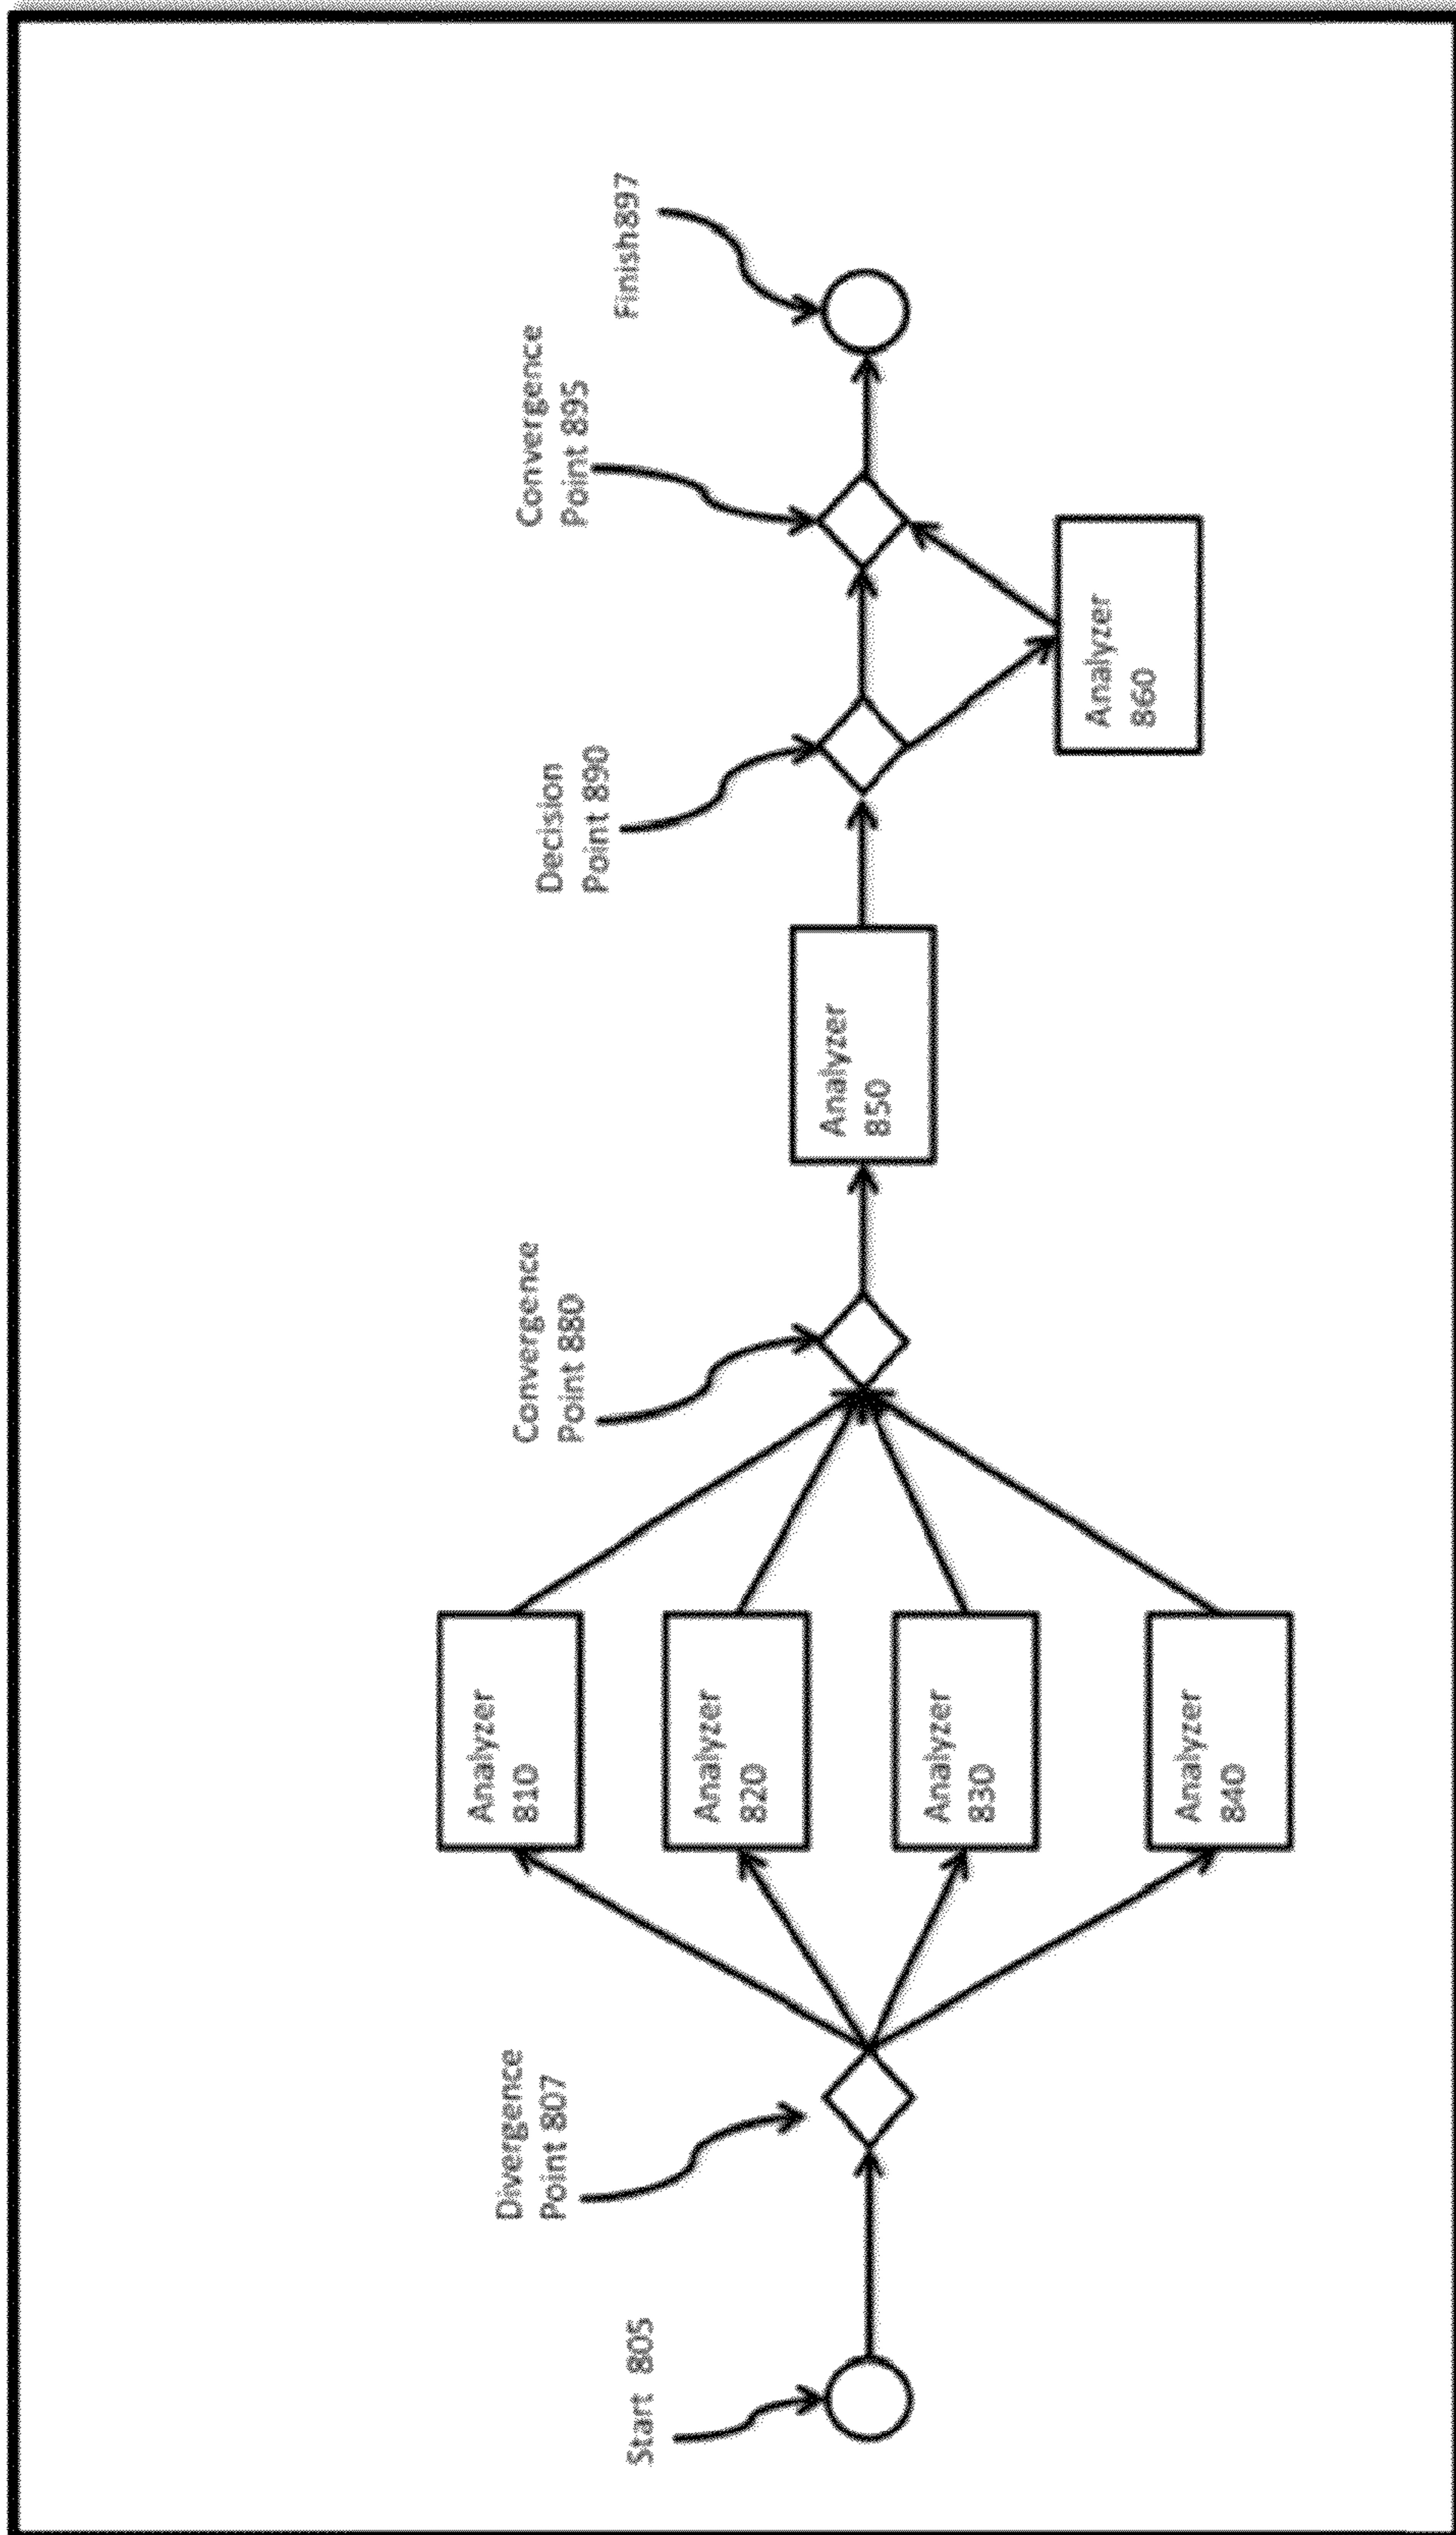 Start 805
Divergence
Point 807
Analyzer
810
Analyzer
820
Analyzer
830
Analyzer
840
Convergence
Point 880
Analyzer
850
Decision
Point 890
Analyzer
860
Convergence
Point 895
Finish897